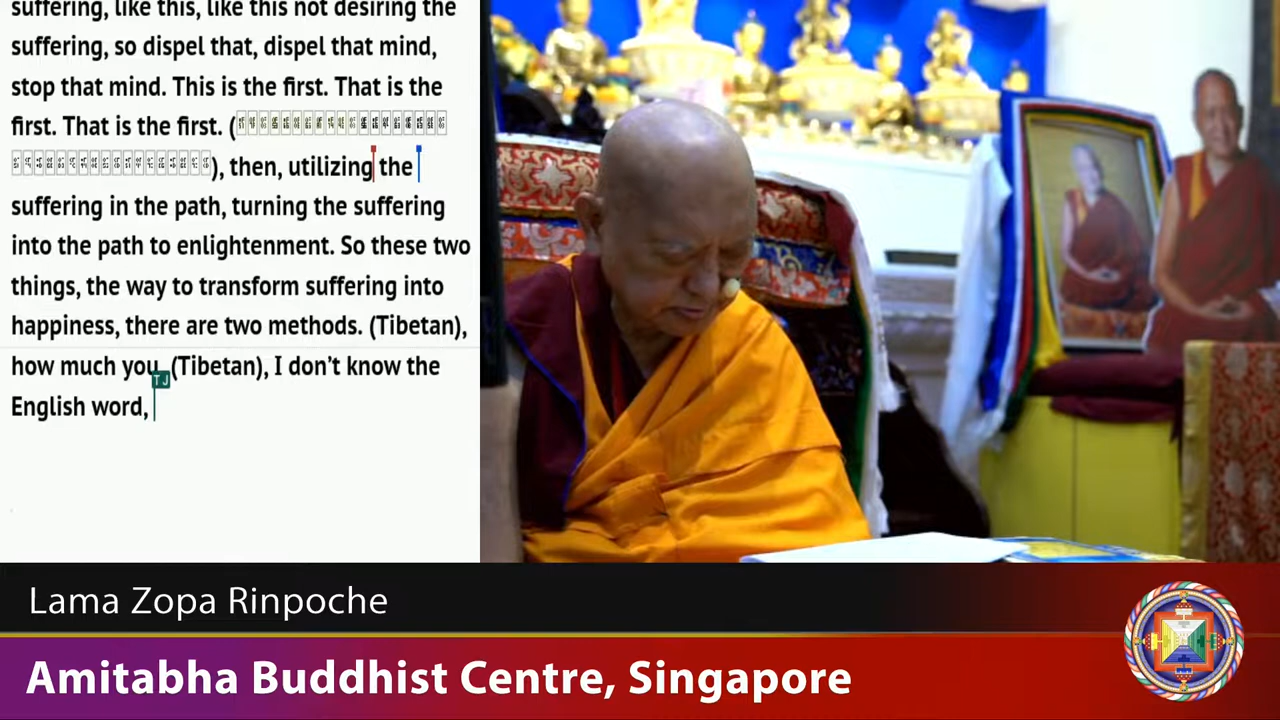 suffering, like this, like this not desiring the
suffering, so dispel that, dispel that mind,
stop that mind. This is the first. That is the
first. That is the first. (
), then, utilizing the
suffering in the path, turning the suffering
into the path to enlightenment. So these two
things, the way to transform suffering into
happiness, there are two methods. (Tibetan),
how much you (Tibetan), I don’t know the
TJ
English word,
Lama Zopa Rinpoche
Amitabha Buddhist Centre, Singapore